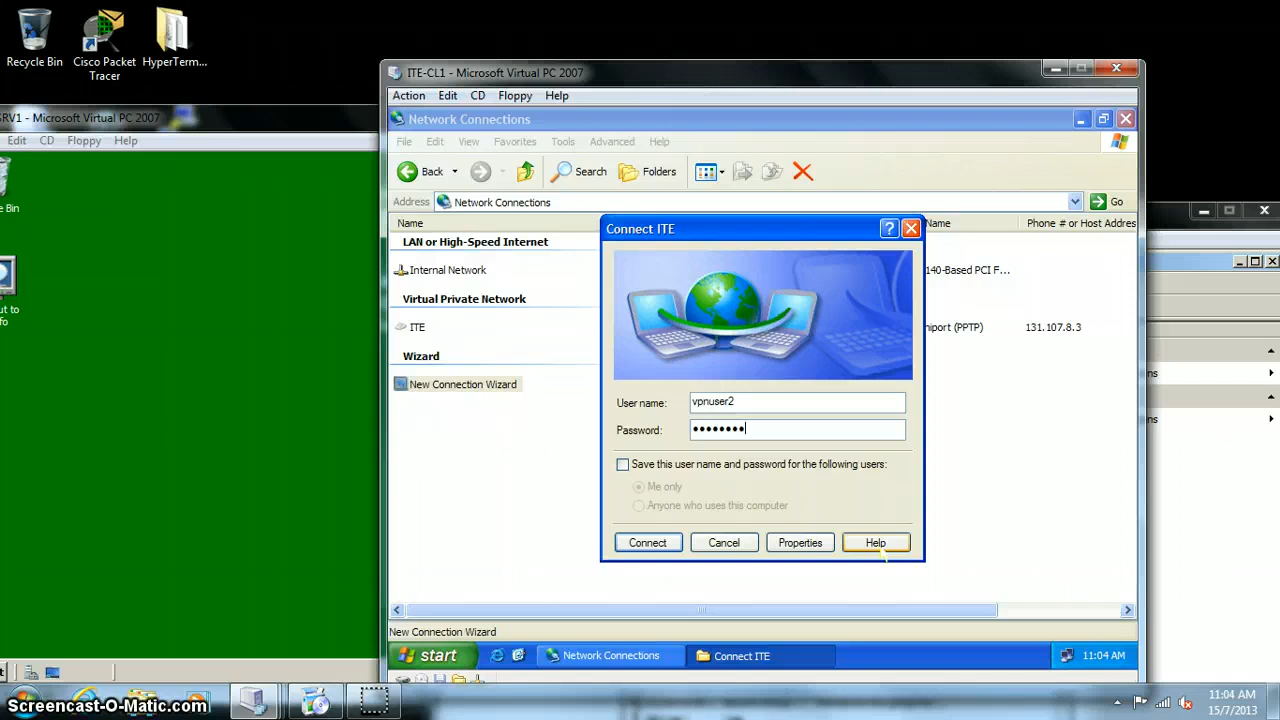 Recycle Bin
Cisco Packet
Tracer
HyperTerm...
SRV1 - Microsoft Virtual PC 2007
Edit CD Floppy Help
e Bin
ut to
fo
ITE-CL1 - Microsoft Virtual PC 2007
Action Edit CD Floppy Help
Network Connections
File Edit View Favorites Tools Advanced Help
Back Search Folders
Address Network Connections Go
Name Name Phone # or Host Addres
LAN or High-Speed Internet
Internal Network 140-Based PCI F...
Virtual Private Network
ITE niport (PPTP) 131.107.8.3
Wizard
New Connection Wizard
Connect ITE
User name: vpnuser2
Password: ••••••••
Save this user name and password for the following users:
Me only
Anyone who uses this computer
Connect Cancel Properties Help
ns
ns
New Connection Wizard
start Network Connections Connect ITE 11:04 AM
Screencast-O-Matic.com
11:04 AM
15/7/2013